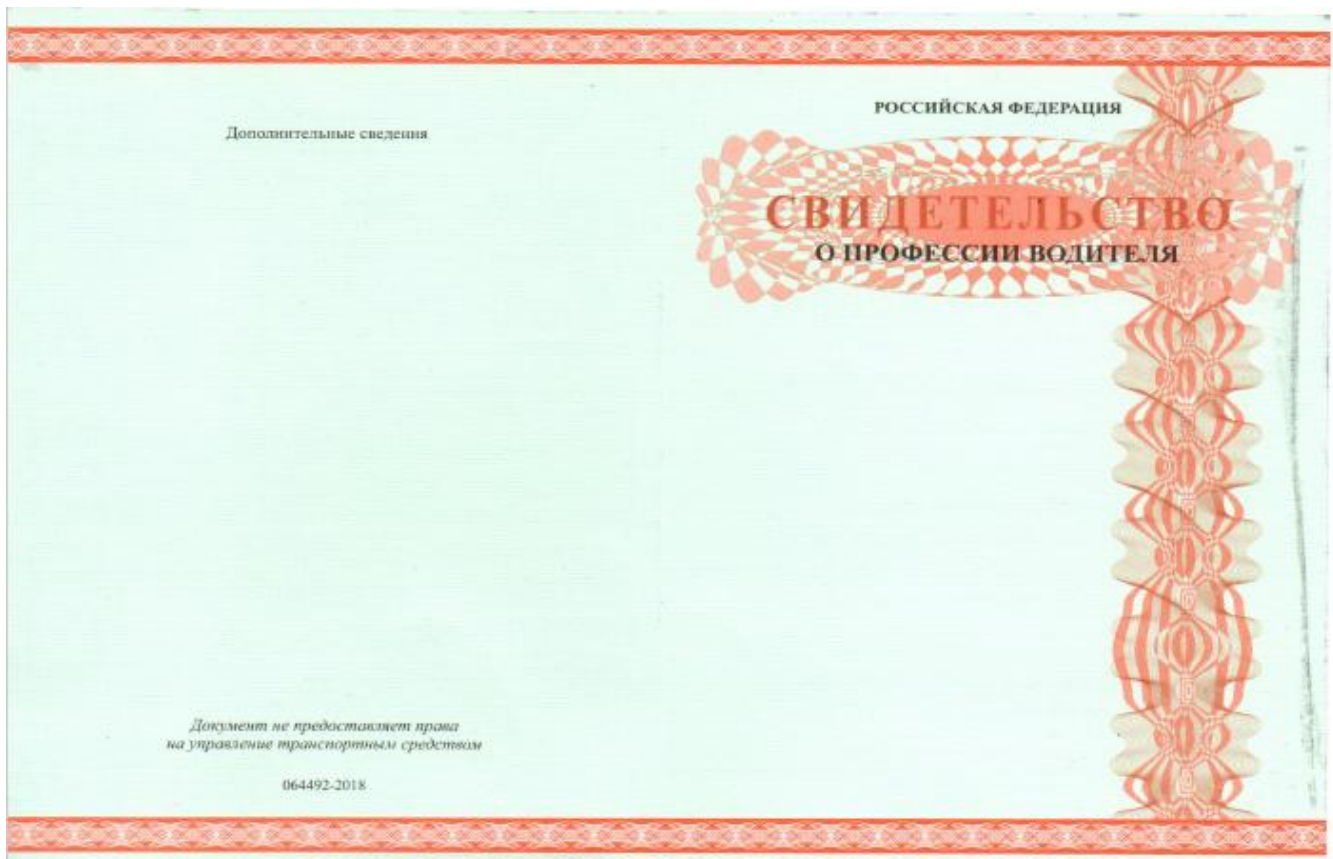 Дополнительные сведения
Документ не предоставляет права
на управление транспортным средством
064492-2018
РОССИЙСКАЯ ФЕДЕРАЦИЯ
СВИДЕТЕЛЬСТВО
О ПРОФЕССИИ ВОДИТЕЛЯ